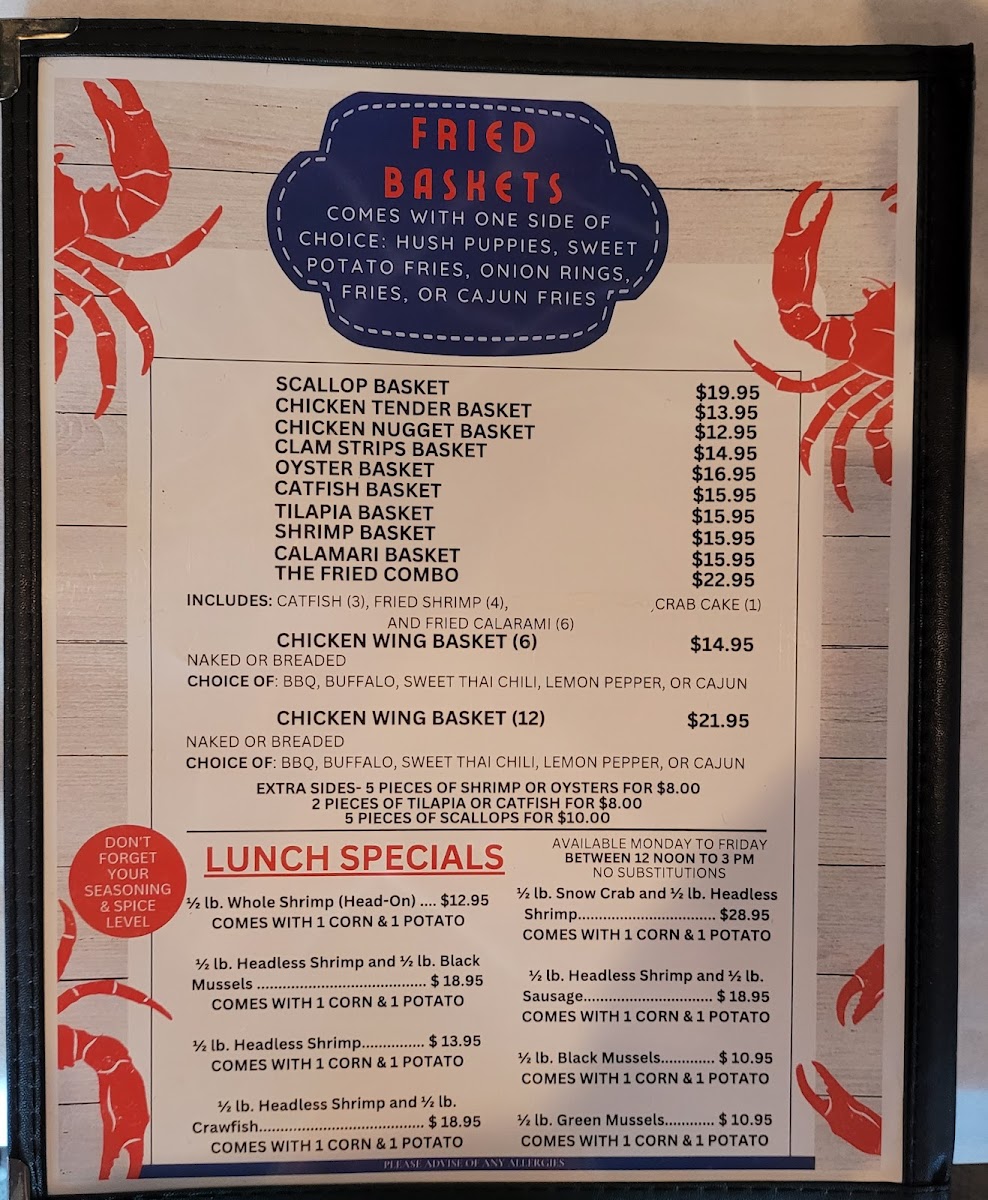 FRIED
BASKETS
COMES WITH ONE SIDE OF
CHOICE: HUSH PUPPIES, SWEET
POTATO FRIES, ONION RINGS,
FRIES, OR CAJUN FRIES
SCALLOP BASKET $19.95
CHICKEN TENDER BASKET $13.95
CHICKEN NUGGET BASKET $12.95
CLAM STRIPS BASKET $14.95
OYSTER BASKET $16.95
CATFISH BASKET $15.95
TILAPIA BASKET $15.95
SHRIMP BASKET $15.95
CALAMARI BASKET $15.95
THE FRIED COMBO $22.95
INCLUDES: CATFISH (3), FRIED SHRIMP (4), ,CRAB CAKE (1)
AND FRIED CALARAMI (6)
CHICKEN WING BASKET (6) $14.95
NAKED OR BREADED
CHOICE OF: BBQ, BUFFALO, SWEET THAI CHILI, LEMON PEPPER, OR CAJUN
CHICKEN WING BASKET (12) $21.95
NAKED OR BREADED
CHOICE OF: BBQ, BUFFALO, SWEET THAI CHILI, LEMON PEPPER, OR CAJUN
EXTRA SIDES- 5 PIECES OF SHRIMP OR OYSTERS FOR $8.00
2 PIECES OF TILAPIA OR CATFISH FOR $8.00
5 PIECES OF SCALLOPS FOR $10.00
DON'T
FORGET
YOUR
SEASONING
& SPICE
LEVEL
LUNCH SPECIALS
AVAILABLE MONDAY TO FRIDAY
BETWEEN 12 NOON TO 3 PM
NO SUBSTITUTIONS
½ lb. Whole Shrimp (Head-On) .... $12.95
COMES WITH 1 CORN & 1 POTATO
½ lb. Headless Shrimp and ½ lb. Black
Mussels .......................................... $ 18.95
COMES WITH 1 CORN & 1 POTATO
½ lb. Headless Shrimp............... $ 13.95
COMES WITH 1 CORN & 1 POTATO
½ lb. Headless Shrimp and ½ lb.
Crawfish......................................... $ 18.95
COMES WITH 1 CORN & 1 POTATO
½ lb. Snow Crab and ½ lb. Headless
Shrimp.................................. $28.95
COMES WITH 1 CORN & 1 POTATO
½ lb. Headless Shrimp and ½ lb.
Sausage................................ $ 18.95
COMES WITH 1 CORN & 1 POTATO
½ lb. Black Mussels............. $ 10.95
COMES WITH 1 CORN & 1 POTATO
½ lb. Green Mussels............ $ 10.95
COMES WITH 1 CORN & 1 POTATO
PLEASE ADVISE OF ANY ALLERGIES